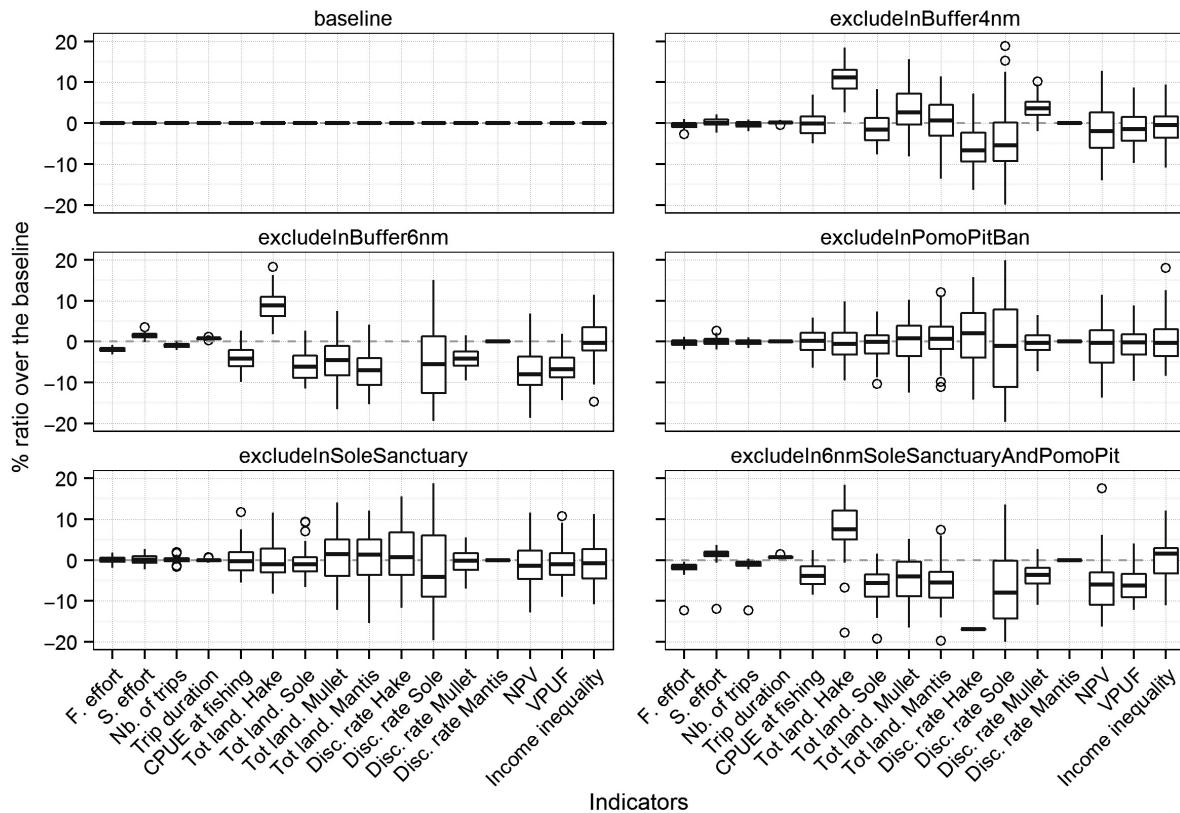 baseline
excludeInBuffer4nm
20
10
0
−10
−20
excludeInBuffer6nm
excludeInPomoPitBan
20
10
0
−10
−20
excludeInSoleSanctuary
excludeIn6nmSoleSanctuaryAndPomoPit
20
10
0
−10
−20
% ratio over the baseline
F. effort
S. effort
Nb. of trips
Trip duration
CPUE at fishing
Tot land. Hake
Tot land. Sole
Tot land. Mullet
Tot land. Mantis
Disc. rate Hake
Disc. rate Sole
Disc. rate Mullet
Disc. rate Mantis
NPV
VPUF
Income inequality
F. effort
S. effort
Nb. of trips
Trip duration
CPUE at fishing
Tot land. Hake
Tot land. Sole
Tot land. Mullet
Tot land. Mantis
Disc. rate Hake
Disc. rate Sole
Disc. rate Mullet
Disc. rate Mantis
NPV
VPUF
Income inequality
Indicators